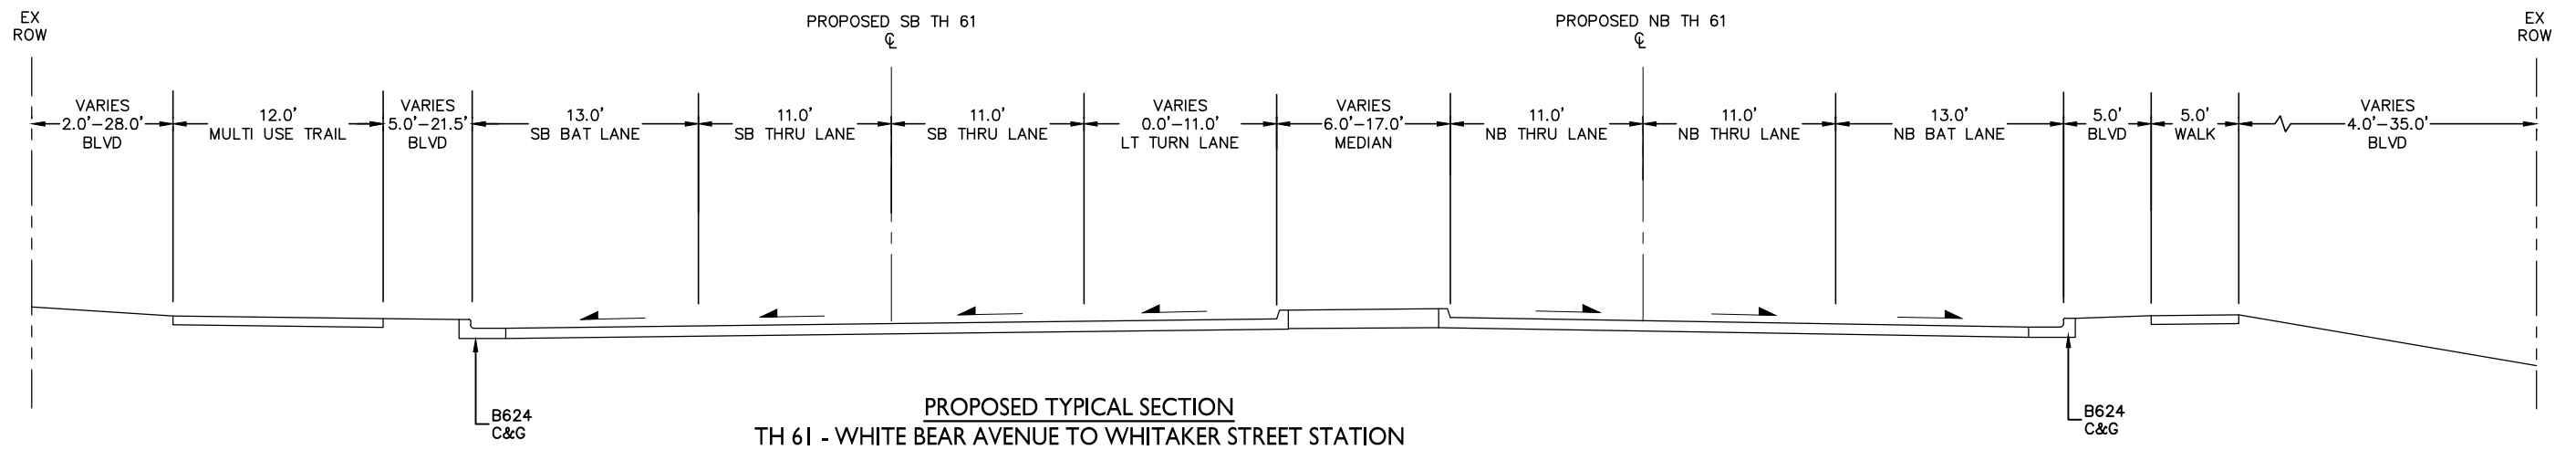 EX
ROW
PROPOSED SB TH 61
℄
PROPOSED NB TH 61
℄
EX
ROW
VARIES
2.0'-28.0'
BLVD
12.0'
MULTI USE TRAIL
VARIES
5.0'-21.5'
BLVD
13.0'
SB BAT LANE
11.0'
SB THRU LANE
11.0'
SB THRU LANE
VARIES
0.0'-11.0'
LT TURN LANE
VARIES
6.0'-17.0'
MEDIAN
11.0'
NB THRU LANE
11.0'
NB THRU LANE
13.0'
NB BAT LANE
5.0'
BLVD
5.0'
WALK
VARIES
4.0'-35.0'
BLVD
B624
C&G
B624
C&G
PROPOSED TYPICAL SECTION
TH 61 - WHITE BEAR AVENUE TO WHITAKER STREET STATION